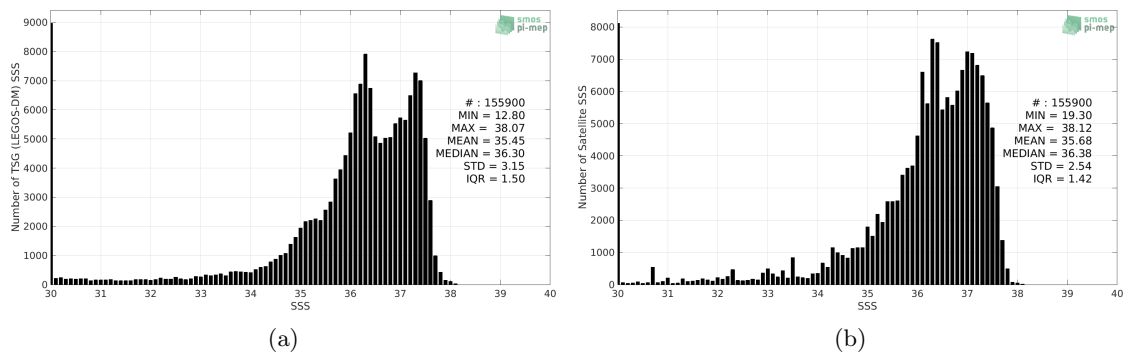 smos
pi-mep
9000
8000
7000
6000
5000
4000
3000
2000
1000
0
Number of TSG (LEGOS-DM) SSS
# : 155900
MIN = 12.80
MAX = 38.07
MEAN = 35.45
MEDIAN = 36.30
STD = 3.15
IQR = 1.50
30 31 32 33 34 35 36 37 38 39 40
SSS
(a)
smos
pi-mep
8000
7000
6000
5000
4000
3000
2000
1000
0
Number of Satellite SSS
# : 155900
MIN = 19.30
MAX = 38.12
MEAN = 35.68
MEDIAN = 36.38
STD = 2.54
IQR = 1.42
30 31 32 33 34 35 36 37 38 39 40
SSS
(b)